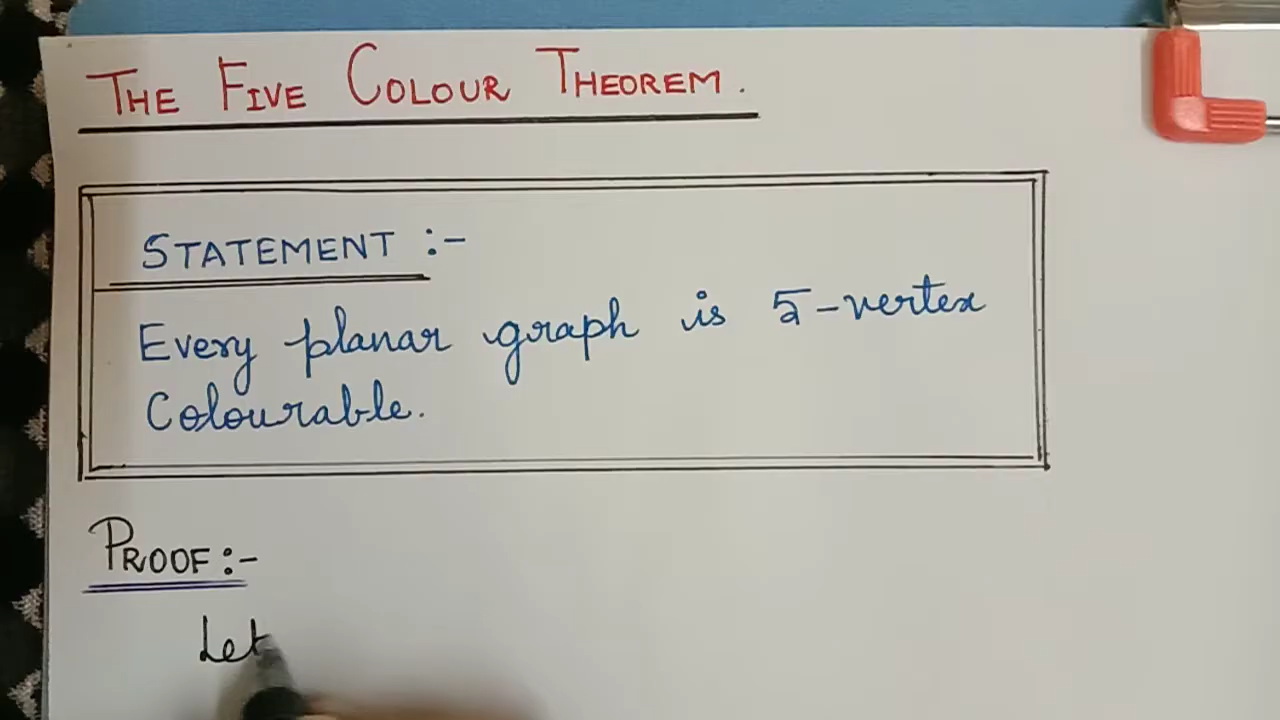 THE FIVE COLOUR THEOREM.
STATEMENT :-
Every planar graph is 5-vertex
Colourable.
PROOF:-
Let